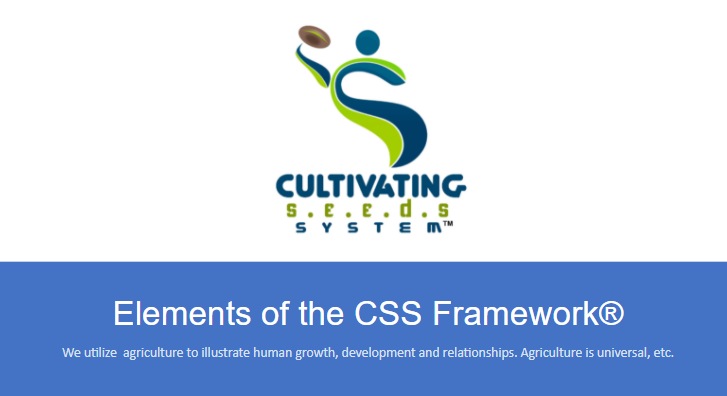 CULTIVATING
s.E.E.d.s
SYSTEM™
Elements of the CSS Framework®
We utilize  agriculture to illustrate human growth, development and relationships. Agriculture is universal, etc.